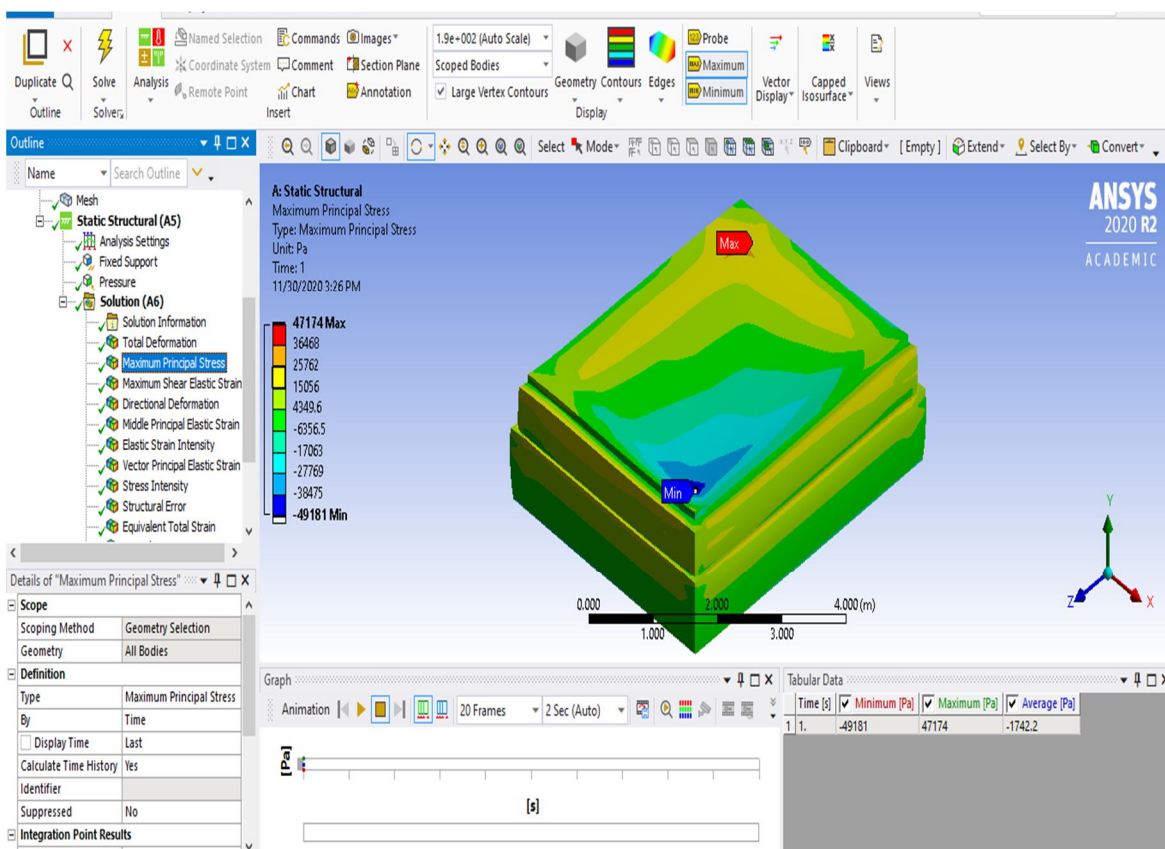 Duplicate
Outline
Solve
Solver
Analysis
Named Selection
Coordinate System
Remote Point
Commands
Comment
Chart
Images
Section Plane
Annotation
Insert
1.9e+002 (Auto Scale)
Scoped Bodies
Large Vertex Contours
Geometry
Contours
Edges
Display
Probe
Maximum
Minimum
Vector
Display
Capped
Isosurface
Views
Outline
Name
Search Outline
Select
Mode
Clipboard
[ Empty ]
Extend
Select By
Convert
Mesh
Static Structural (A5)
Analysis Settings
Fixed Support
Pressure
Solution (A6)
Solution Information
Total Deformation
Maximum Principal Stress
Maximum Shear Elastic Strain
Directional Deformation
Middle Principal Elastic Strain
Elastic Strain Intensity
Vector Principal Elastic Strain
Stress Intensity
Structural Error
Equivalent Total Strain
A: Static Structural
Maximum Principal Stress
Type: Maximum Principal Stress
Unit: Pa
Time: 1
11/30/2020 3:26 PM
47174 Max
36468
25762
15056
4349.6
-6356.5
-17063
-27769
-38475
-49181 Min
Max
Min
ANSYS
2020 R2
ACADEMIC
0.000 2.000 4.000 (m)
1.000 3.000
Y
Z X
Details of "Maximum Principal Stress"
Scope
Scoping Method Geometry Selection
Geometry All Bodies
Definition
Type Maximum Principal Stress
By Time
Display Time Last
Calculate Time History Yes
Identifier
Suppressed No
Integration Point Results
Graph
Animation 20 Frames 2 Sec (Auto)
[Pa]
[s]
Tabular Data
Time [s] Minimum [Pa] Maximum [Pa] Average [Pa]
1 1. -49181 47174 -1742.2